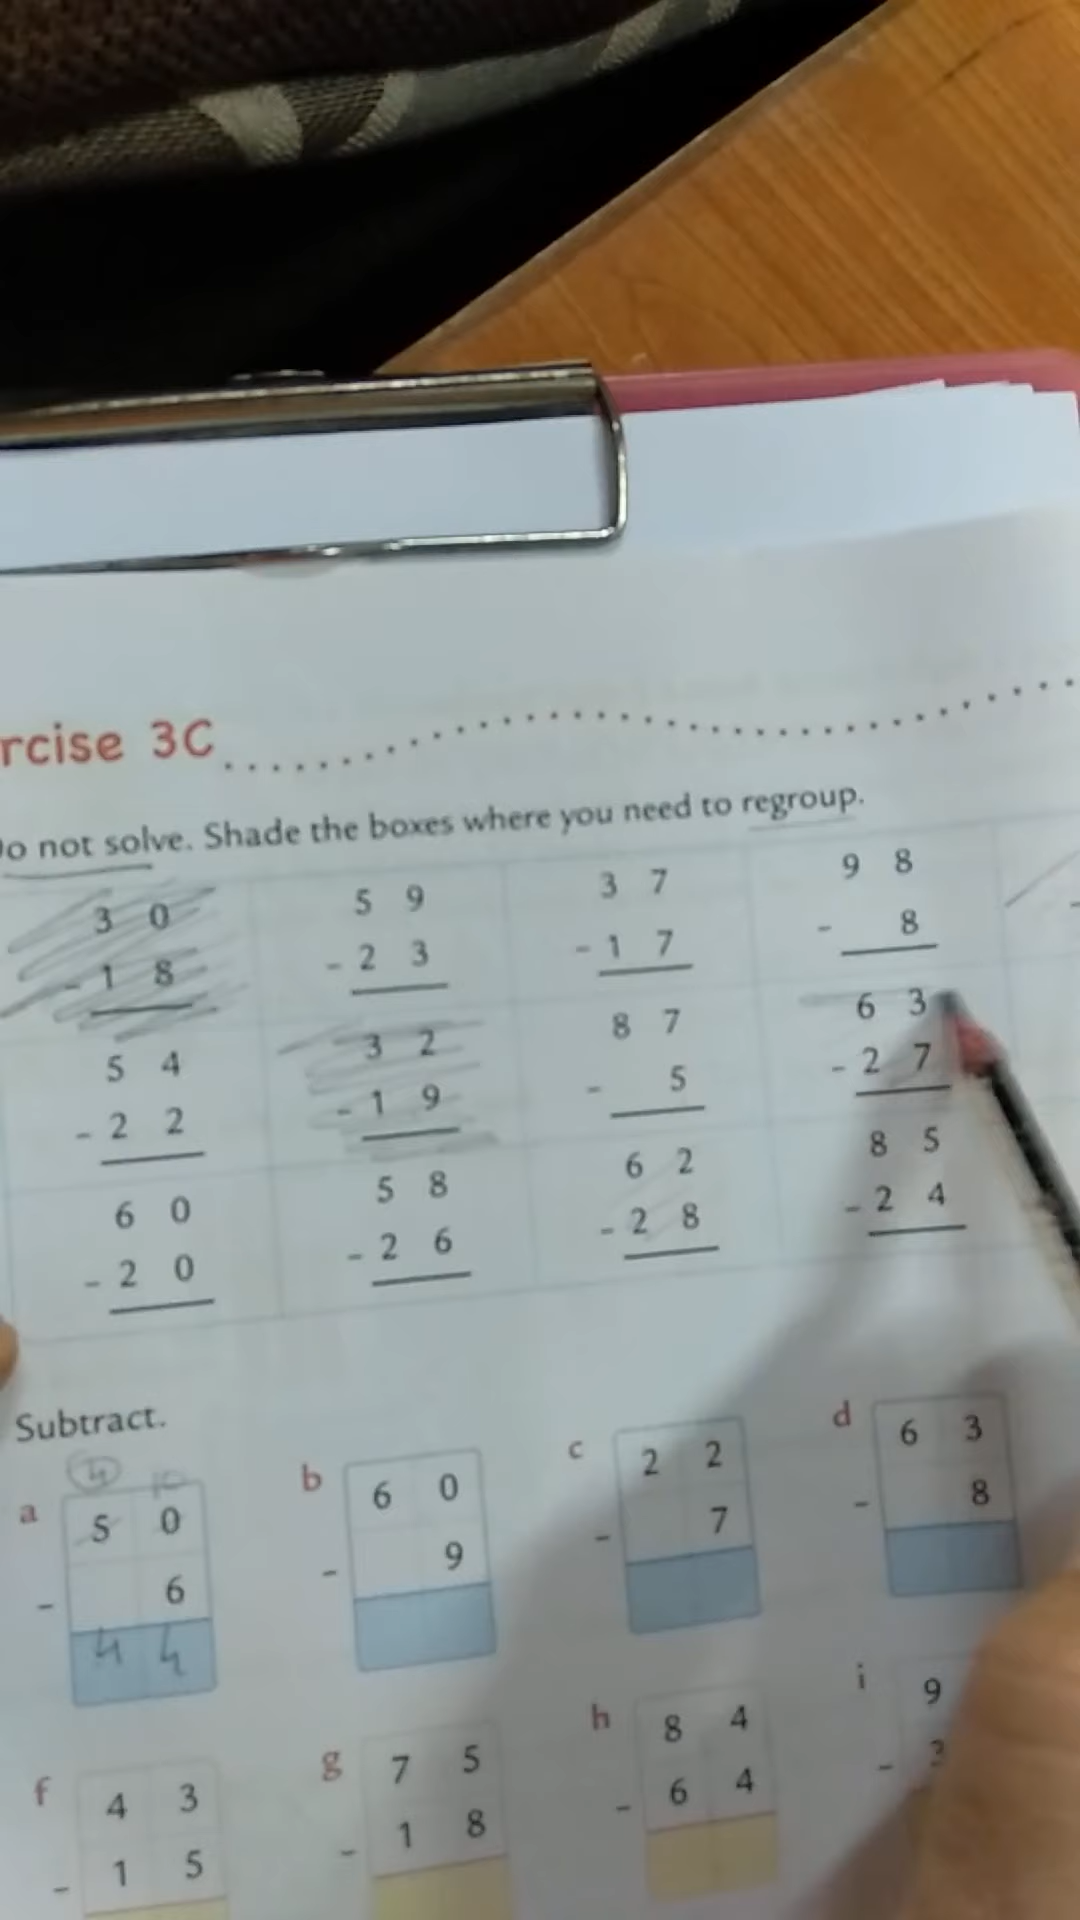 rcise 3C
o not solve. Shade the boxes where you need to regroup.
3 0 5 9 3 7 9 8
- 1 8 - 2 3 - 1 7 - 8 -
5 4 3 2 8 7 6 3
- 2 2 - 1 9 - 5 - 2 7
6 0 5 8 6 2 8 5
- 2 0 - 2 6 - 2 8 - 2 4
Subtract.
4 10
a 5 0 b 6 0 c 2 2 d 6 3
- 6 - 9 - 7 - 8
4 4
f 4 3 g 7 5 h 8 4 i 9
- 1 5 - 1 8 - 6 4 - 3